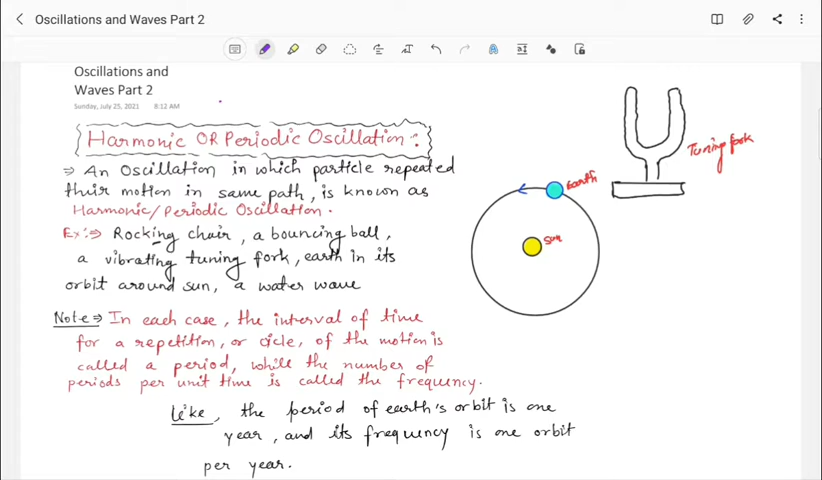 Oscillations and Waves Part 2
Oscillations and
Waves Part 2
Sunday, July 25, 2021 8:12 AM
Harmonic OR Periodic Oscillation:
⇒ An Oscillation in which particle repeated
their motion in same path, is known as
Harmonic/Periodic Oscillation.
Ex:⇒ Rocking chair, a bouncing ball,
a vibrating tuning fork, earth in its
orbit around sun, a water wave
Note⇒ In each case, the interval of time
for a repetition, or cicle, of the motion is
called a period, while the number of
periods per unit time is called the frequency.
Like, the period of earth's orbit is one
year, and its frequency is one orbit
per year.
Tuning fork
Earth
Sun